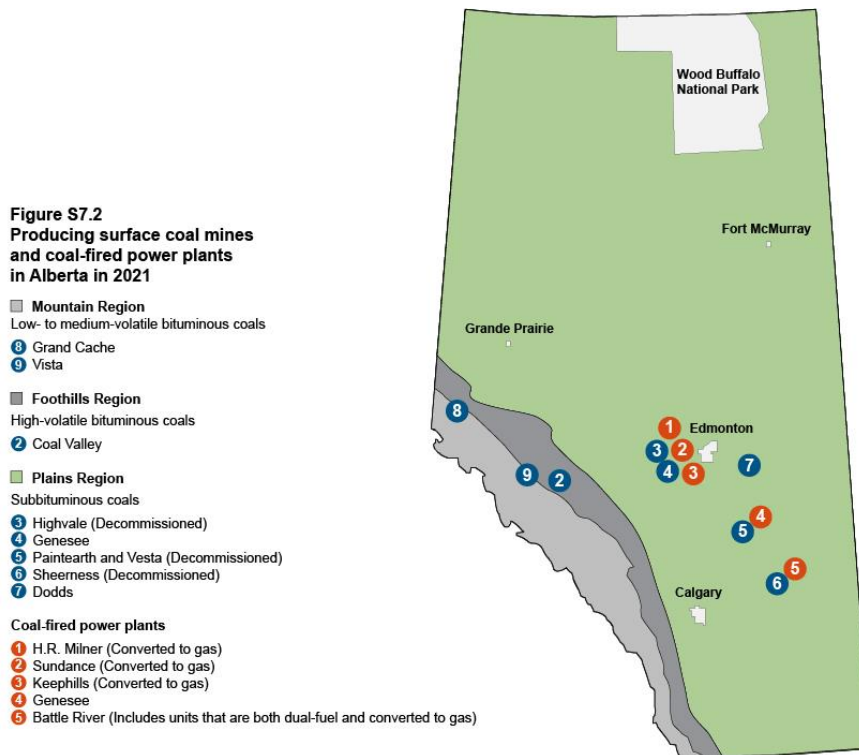 Figure S7.2
Producing surface coal mines
and coal-fired power plants
in Alberta in 2021
Mountain Region
Low- to medium-volatile bituminous coals
8 Grand Cache
9 Vista
Foothills Region
High-volatile bituminous coals
2 Coal Valley
Plains Region
Subbituminous coals
3 Highvale (Decommissioned)
4 Genesee
5 Paintearth and Vesta (Decommissioned)
6 Sheerness (Decommissioned)
7 Dodds
Coal-fired power plants
1 H.R. Milner (Converted to gas)
2 Sundance (Converted to gas)
3 Keephills (Converted to gas)
4 Genesee
5 Battle River (Includes units that are both dual-fuel and converted to gas)
Wood Buffalo
National Park
Fort McMurray
Grande Prairie
8
1
Edmonton
3
2
4
3
7
9
2
4
5
5
6
Calgary